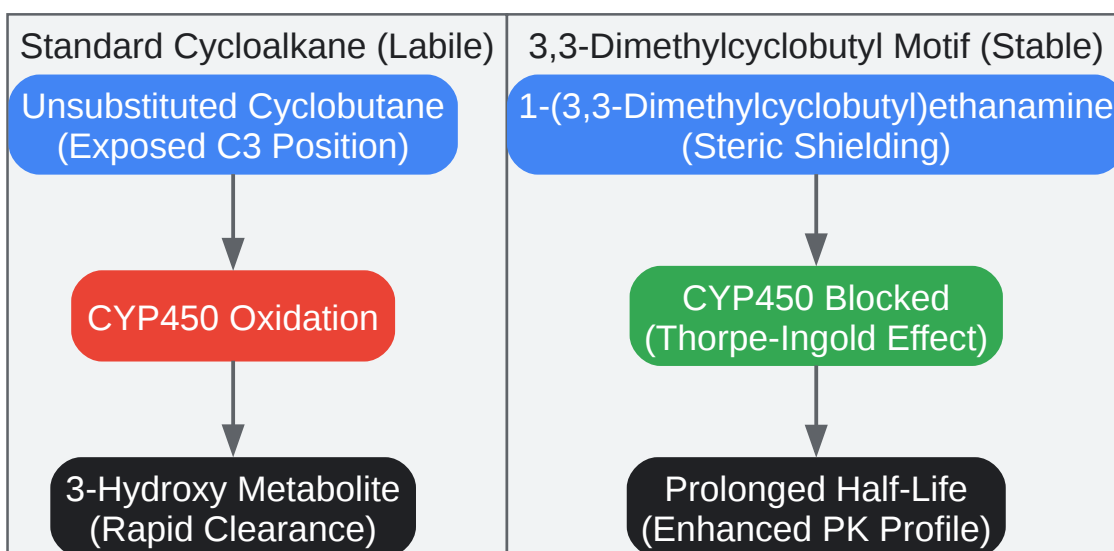 Standard Cycloalkane (Labile)
Unsubstituted Cyclobutane
(Exposed C3 Position)
CYP450 Oxidation
3-Hydroxy Metabolite
(Rapid Clearance)
3,3-Dimethylcyclobutyl Motif (Stable)
1-(3,3-Dimethylcyclobutyl)ethanamine
(Steric Shielding)
CYP450 Blocked
(Thorpe-Ingold Effect)
Prolonged Half-Life
(Enhanced PK Profile)